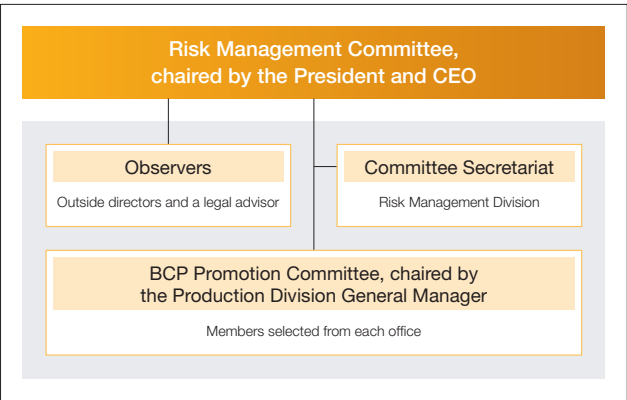 Risk Management Committee,
chaired by the President and CEO
Observers
Outside directors and a legal advisor
Committee Secretariat
Risk Management Division
BCP Promotion Committee, chaired by
the Production Division General Manager
Members selected from each office